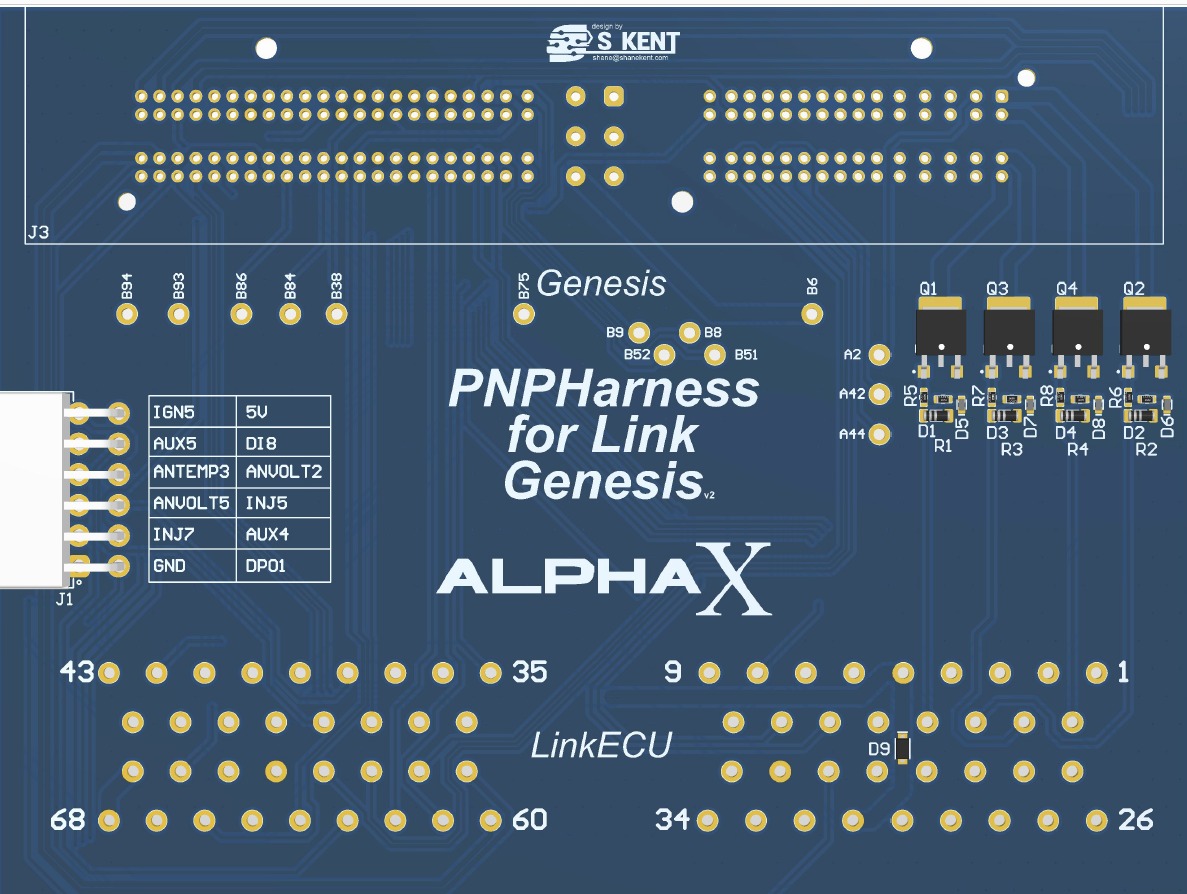 design by
S KENT
shane@shanekent.com
J3
B94 B93 B86 B84 B38 B75 Genesis B6 Q1 Q3 Q4 Q2
B9 B8
B52 B51 A2
A42
A44
R5 R7 R8 R6
D1 D5 D3 D7 D4 D8 D2 D6
R1 R3 R4 R2
PNPHarness
for Link
Genesis v2
IGN5 5V
AUX5 DI8
ANTEMP3 ANVOLT2
ANVOLT5 INJ5
INJ7 AUX4
GND DPO1
J1
ALPHAX
43 35 9 1
LinkECU
D9
68 60 34 26